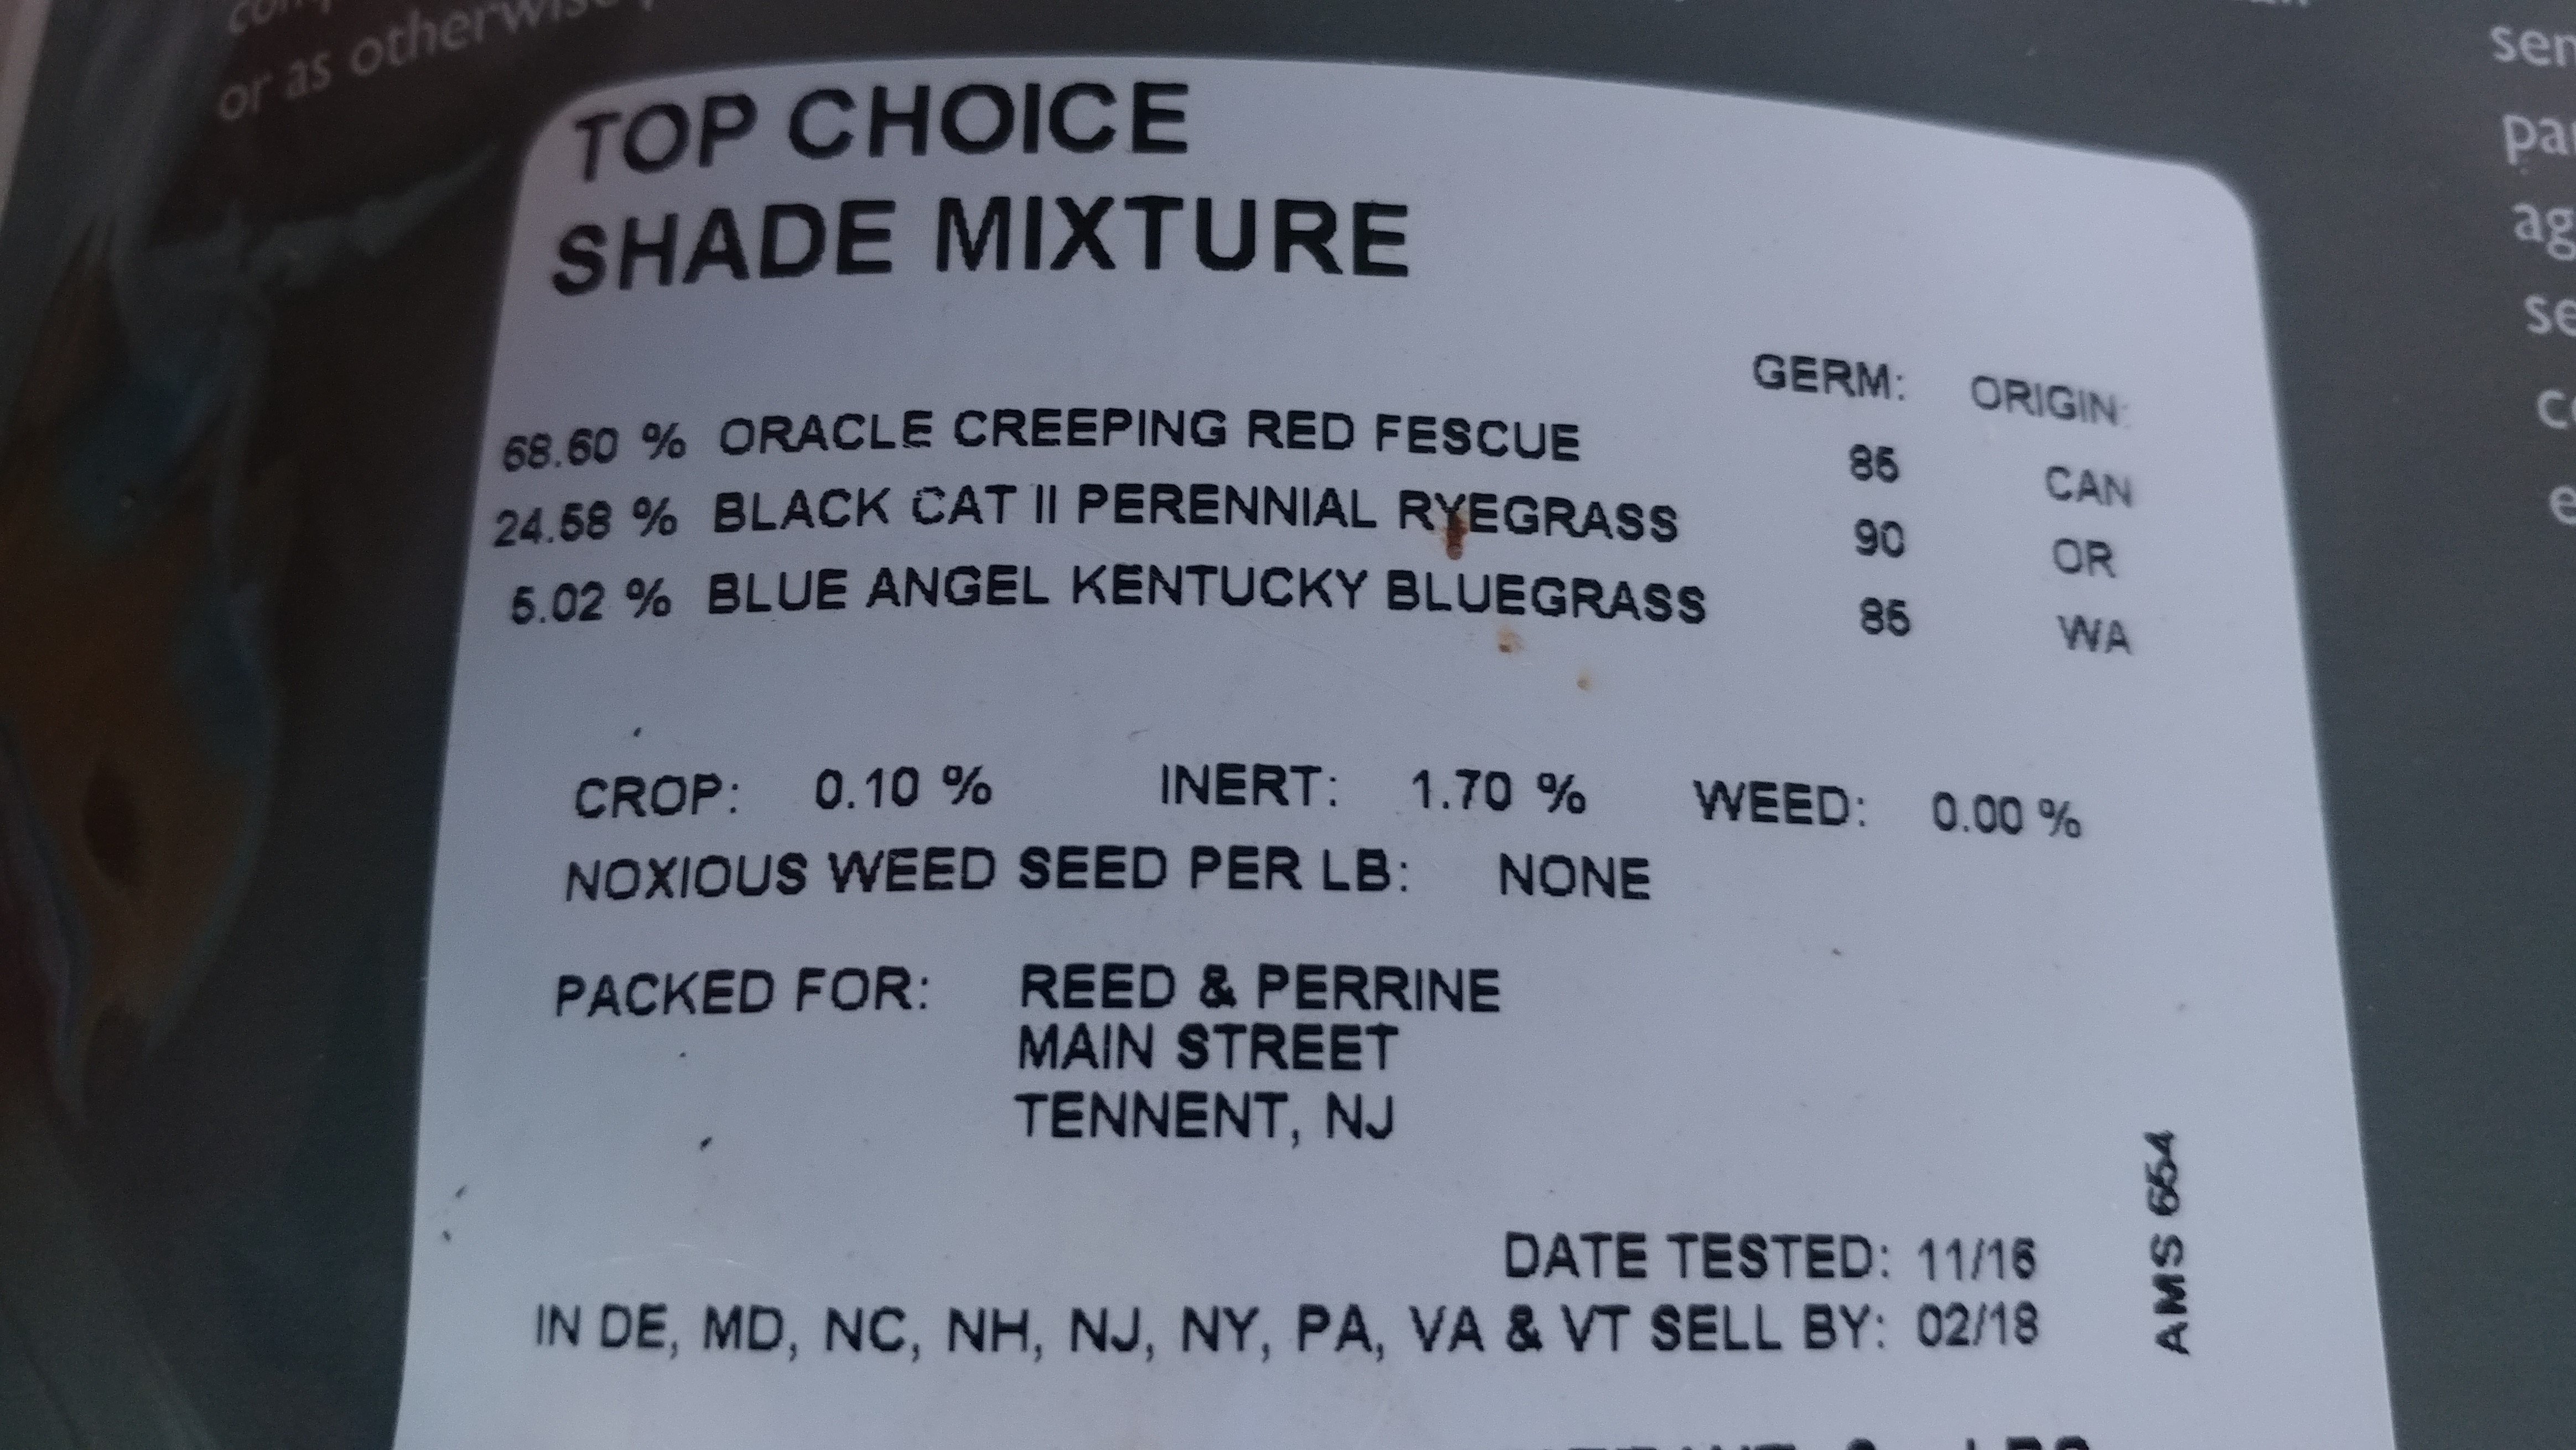 or as otherwise
TOP CHOICE
SHADE MIXTURE
GERM: ORIGIN:
68.60 % ORACLE CREEPING RED FESCUE 85 CAN
24.58 % BLACK CAT II PERENNIAL RYEGRASS 90 OR
5.02 % BLUE ANGEL KENTUCKY BLUEGRASS 85 WA
CROP: 0.10 % INERT: 1.70 % WEED: 0.00 %
NOXIOUS WEED SEED PER LB: NONE
PACKED FOR: REED & PERRINE
MAIN STREET
TENNENT, NJ
AMS 554
DATE TESTED: 11/16
IN DE, MD, NC, NH, NJ, NY, PA, VA & VT SELL BY: 02/18